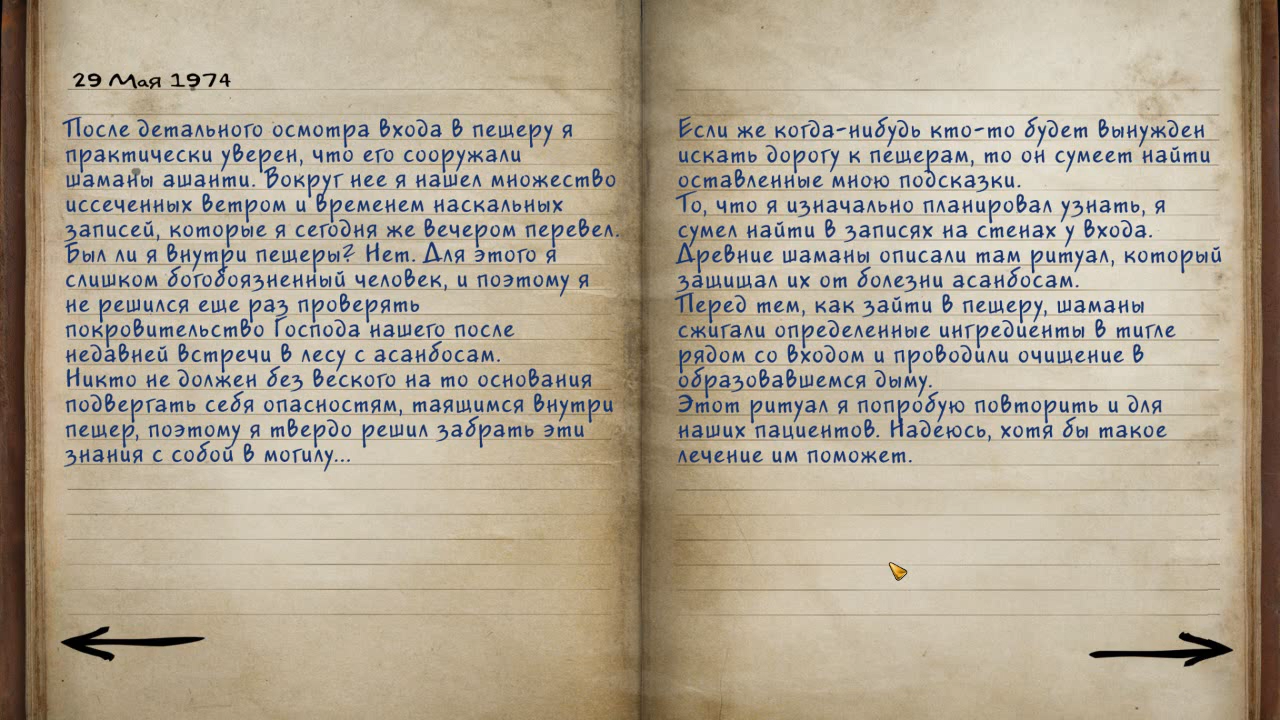 29 Мая 1974
После детального осмотра входа в пещеру я
практически уверен, что его сооружали
шаманы ашанти. Вокруг нее я нашел множество
иссеченных ветром и временем наскальных
записей, которые я сегодня же вечером перевел.
Был ли я внутри пещеры? Нет. Для этого я
слишком богобоязненный человек, и поэтому я
не решился еще раз проверять
покровительство Господа нашего после
недавней встречи в лесу с асанбосам.
Никто не должен без веского на то основания
подвергать себя опасностям, таящимся внутри
пещер, поэтому я твердо решил забрать эти
знания с собой в могилу...
Если же когда-нибудь кто-то будет вынужден
искать дорогу к пещерам, то он сумеет найти
оставленные мною подсказки.
То, что я изначально планировал узнать, я
сумел найти в записях на стенах у входа.
Древние шаманы описали там ритуал, который
защищал их от болезни асанбосам.
Перед тем, как зайти в пещеру, шаманы
сжигали определенные ингредиенты в тигле
рядом со входом и проводили очищение в
образовавшемся дыму.
Этот ритуал я попробую повторить и для
наших пациентов. Надеюсь, хотя бы такое
лечение им поможет.